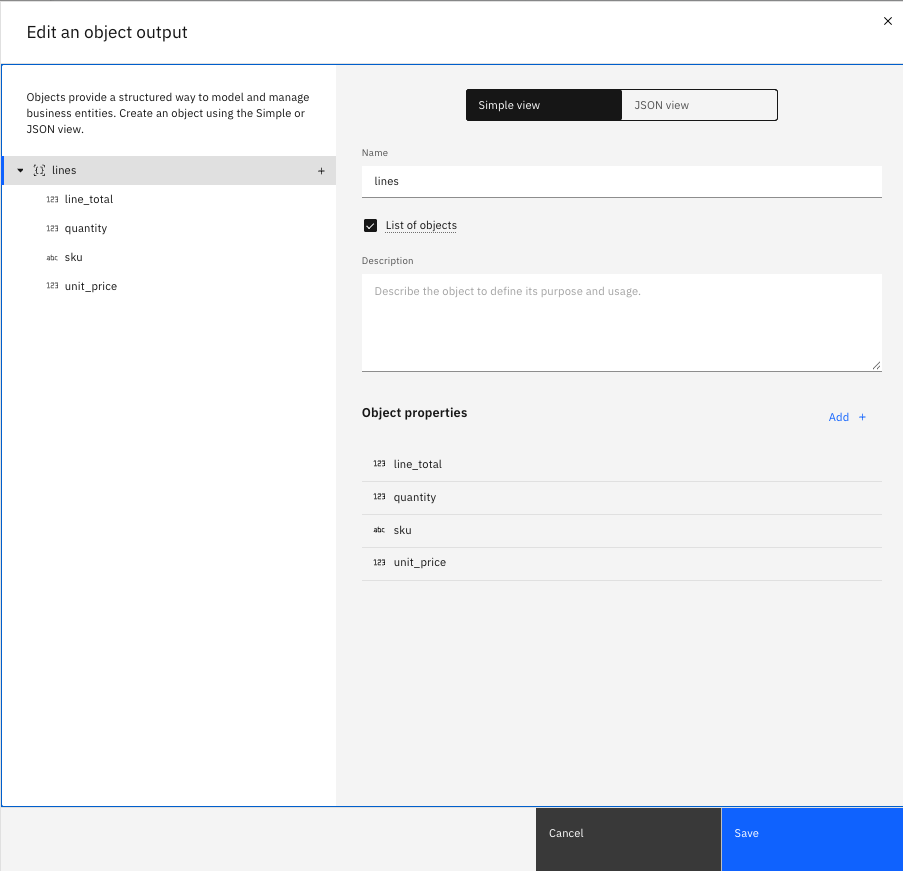 Edit an object output
Objects provide a structured way to model and manage
business entities. Create an object using the Simple or
JSON view.
lines
123 line_total
123 quantity
abc sku
123 unit_price
Simple view
JSON view
Name
lines
List of objects
Description
Describe the object to define its purpose and usage.
Object properties
Add +
123 line_total
123 quantity
abc sku
123 unit_price
Cancel
Save